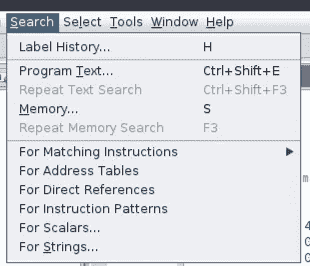 Search Select Tools Window Help
Label History... H
Program Text... Ctrl+Shift+E
Repeat Text Search Ctrl+Shift+F3
Memory... S
Repeat Memory Search F3
For Matching Instructions
For Address Tables
For Direct References
For Instruction Patterns
For Scalars...
For Strings...